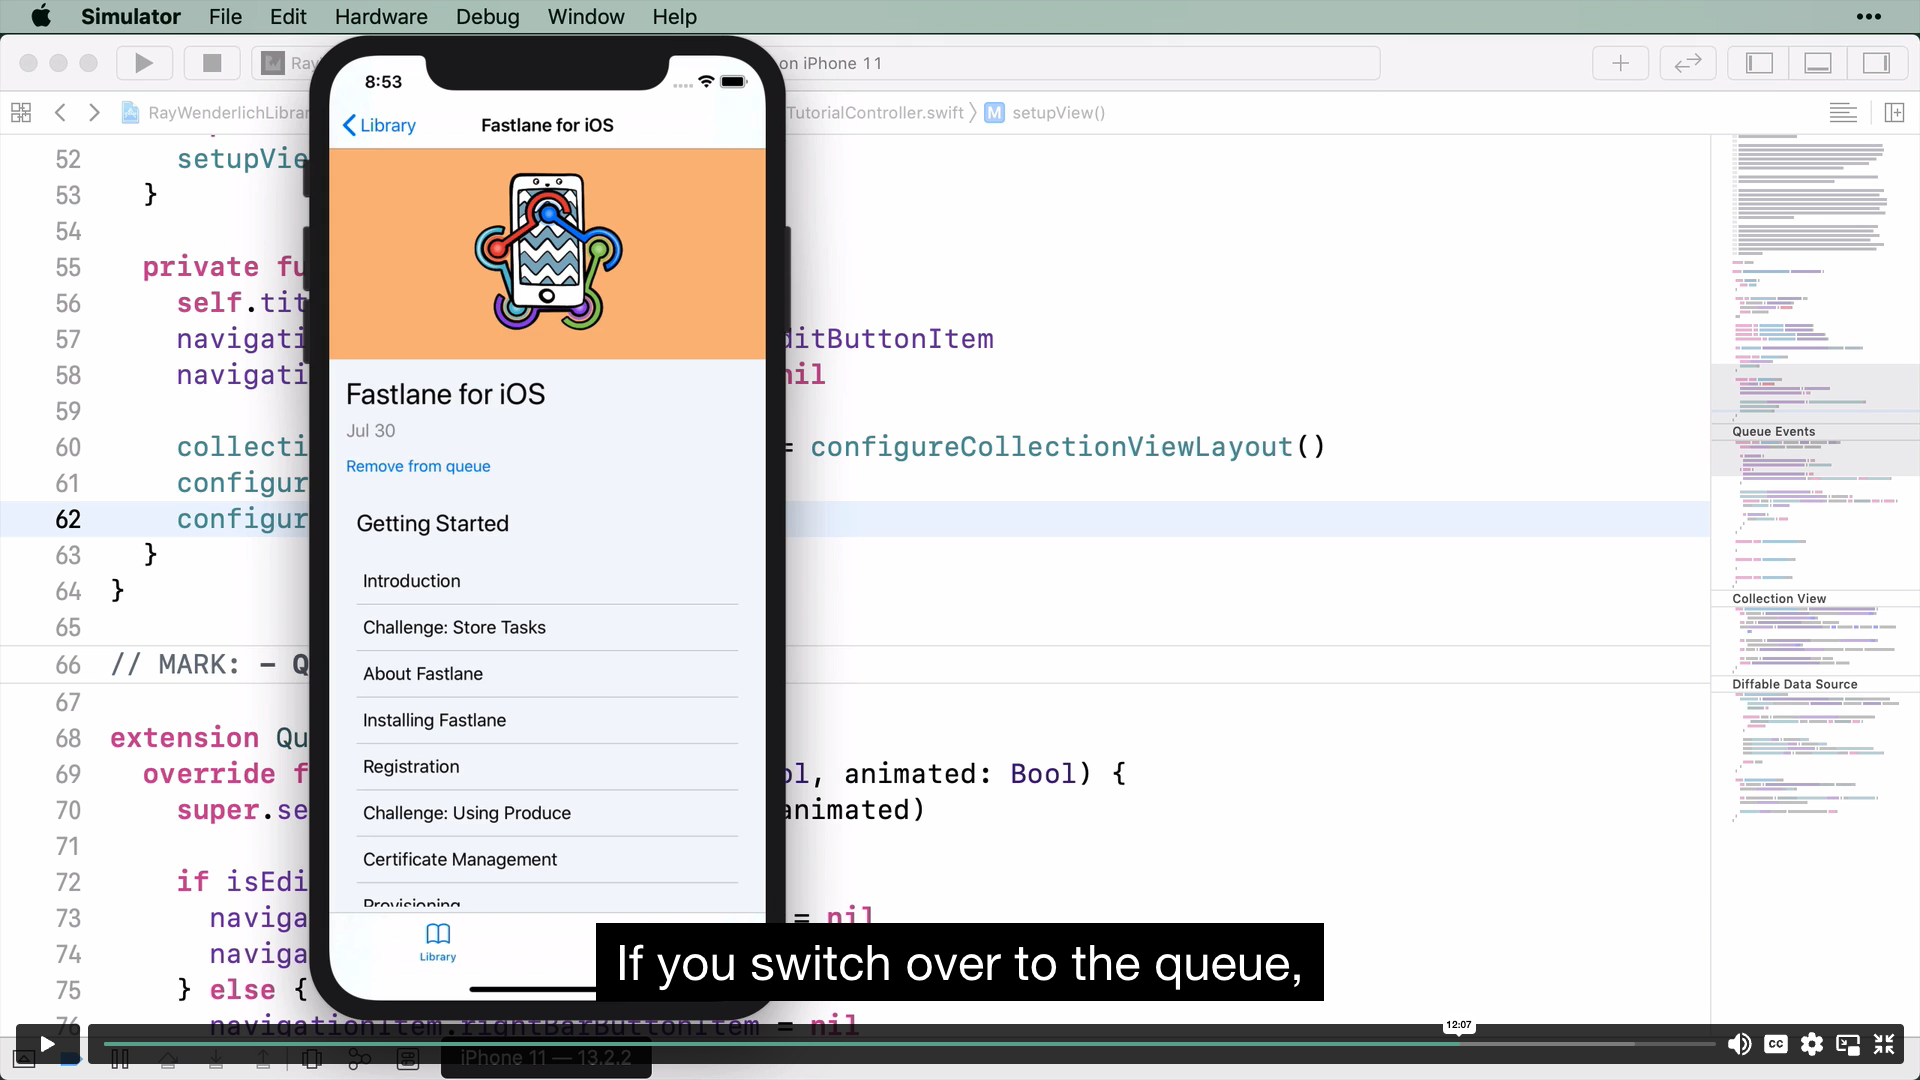 Simulator File Edit Hardware Debug Window Help
Ray
on iPhone 11
RayWenderlichLibrar
TutorialController.swift
M
setupView()
52 setupVie
53 }
54
55 private fu
56 self.tit
57 navigati
ditButtonItem
58 navigati
nil
59
60 collecti
= configureCollectionViewLayout()
61 configur
62 configur
63 }
64 }
65
66 // MARK: - Q
67
68 extension Qu
69 override f
ol, animated: Bool) {
70 super.se
animated)
71
72 if isEdi
73 naviga
= nil
74 naviga
75 } else {
76 navigationItem.rightBarButtonItem = nil
8:53
Library
Fastlane for iOS
Fastlane for iOS
Jul 30
Remove from queue
Getting Started
Introduction
Challenge: Store Tasks
About Fastlane
Installing Fastlane
Registration
Challenge: Using Produce
Certificate Management
Provisioning
Library
Queue Events
Collection View
Diffable Data Source
If you switch over to the queue,
12:07
CC
iPhone 11 — 13.2.2